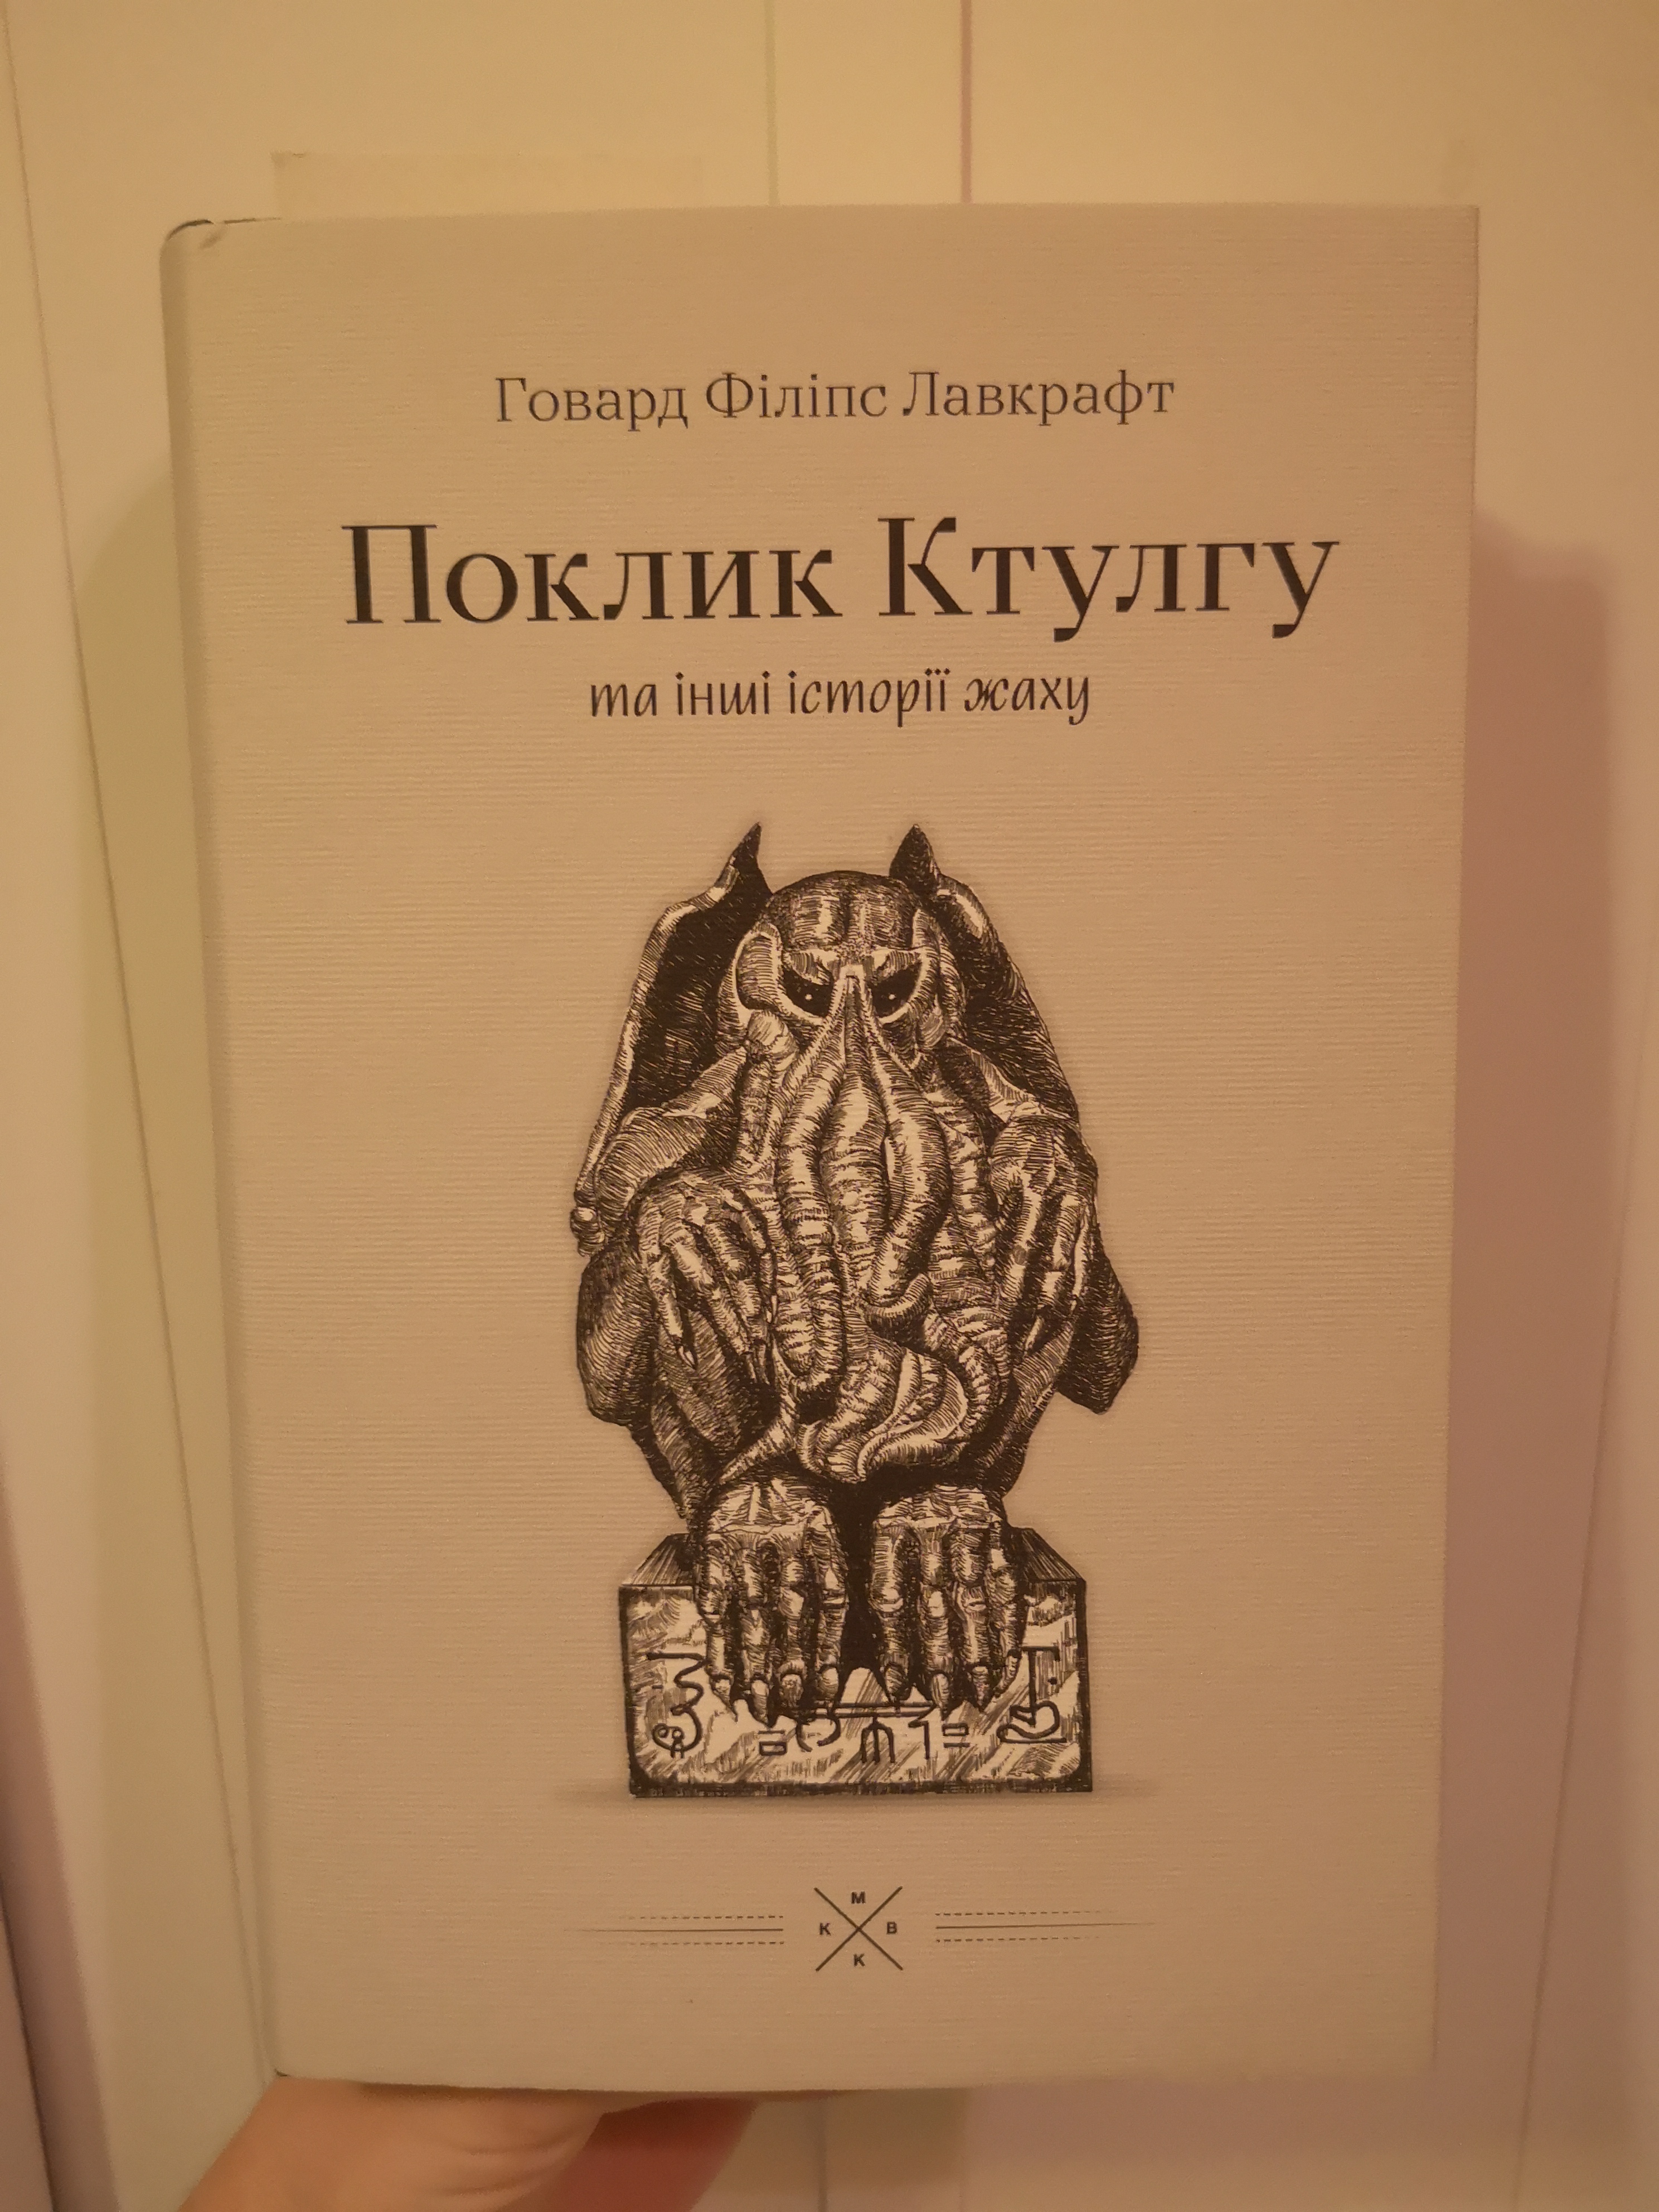 Говард Філіпс Лавкрафт
Поклик Ктулгу
та інші історії жаху
М
К В
К